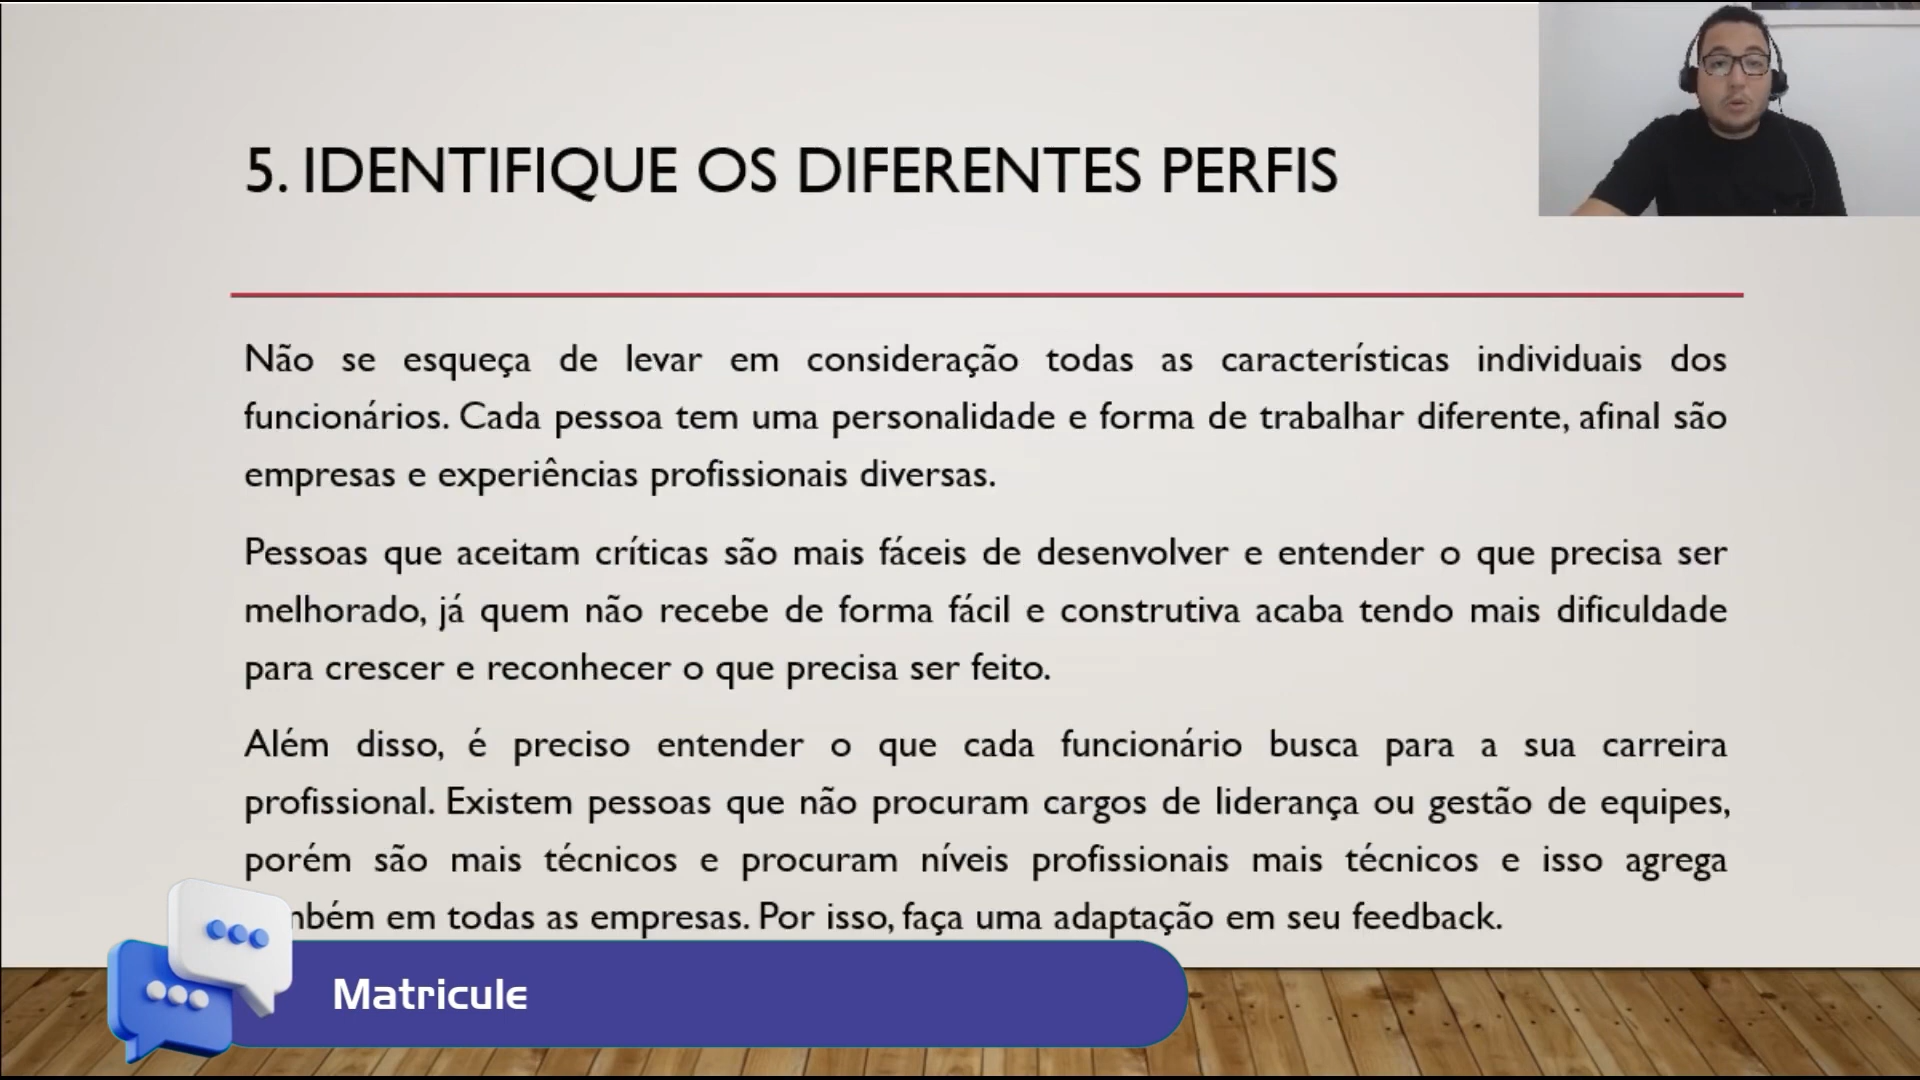 5. IDENTIFIQUE OS DIFERENTES PERFIS
Não se esqueça de levar em consideração todas as características individuais dos
funcionários. Cada pessoa tem uma personalidade e forma de trabalhar diferente, afinal são
empresas e experiências profissionais diversas.
Pessoas que aceitam críticas são mais fáceis de desenvolver e entender o que precisa ser
melhorado, já quem não recebe de forma fácil e construtiva acaba tendo mais dificuldade
para crescer e reconhecer o que precisa ser feito.
Além disso, é preciso entender o que cada funcionário busca para a sua carreira
profissional. Existem pessoas que não procuram cargos de liderança ou gestão de equipes,
porém são mais técnicos e procuram níveis profissionais mais técnicos e isso agrega
mbém em todas as empresas. Por isso, faça uma adaptação em seu feedback.
Matricule